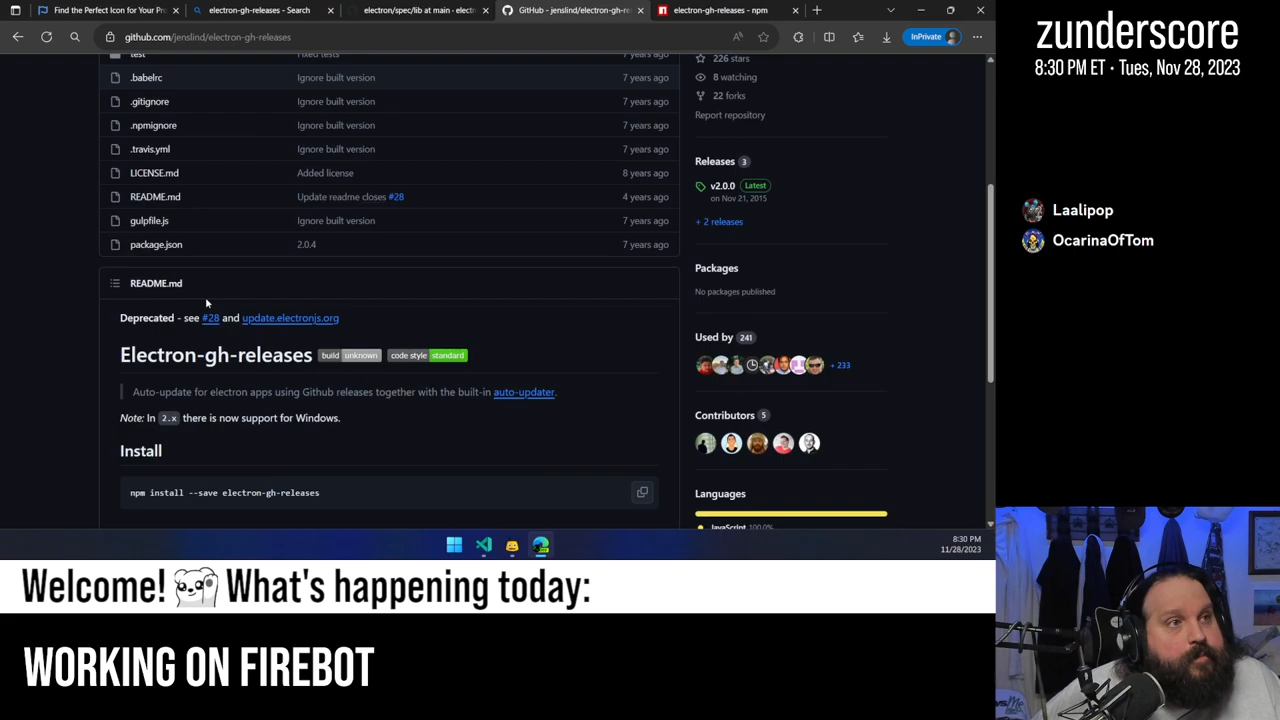 Find the Perfect Icon for Your Pro
electron-gh-releases - Search
electron/spec/lib at main · electr
GitHub - jenslind/electron-gh-re
electron-gh-releases - npm
github.com/jenslind/electron-gh-releases
InPrivate
test Fixed tests 7 years ago
.babelrc Ignore built version 7 years ago
.gitignore Ignore built version 7 years ago
.npmignore Ignore built version 7 years ago
.travis.yml Ignore built version 7 years ago
LICENSE.md Added license 8 years ago
README.md Update readme closes #28 4 years ago
gulpfile.js Ignore built version 7 years ago
package.json 2.0.4 7 years ago
README.md
Deprecated - see #28 and update.electronjs.org
Electron-gh-releases build unknown code style standard
Auto-update for electron apps using Github releases together with the built-in auto-updater.
Note: In 2.x there is now support for Windows.
Install
npm install --save electron-gh-releases
226 stars
8 watching
22 forks
Report repository
Releases 3
v2.0.0 Latest
on Nov 21, 2015
+ 2 releases
Packages
No packages published
Used by 241
+ 233
Contributors 5
Languages
JavaScript 100.0%
8:30 PM
11/28/2023
zunderscore
8:30 PM ET • Tues, Nov 28, 2023
Laalipop
OcarinaOfTom
Welcome! What's happening today:
WORKING ON FIREBOT